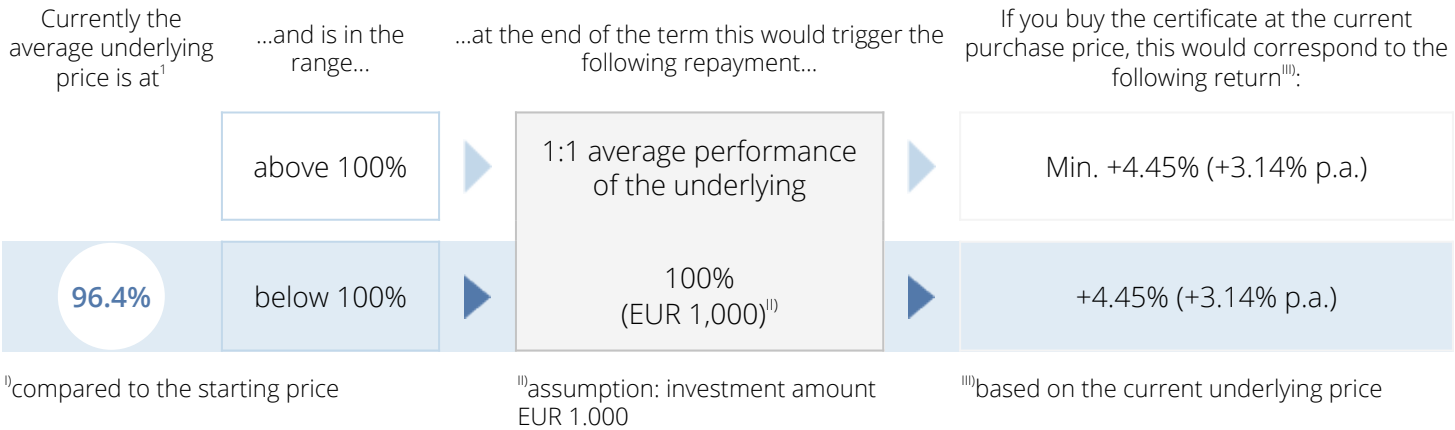 Currently the
average underlying
price is at¹
...and is in the
range...
...at the end of the term this would trigger the
following repayment...
If you buy the certificate at the current
purchase price, this would correspond to the
following return^III):
above 100%
1:1 average performance
of the underlying
Min. +4.45% (+3.14% p.a.)
96.4%
below 100%
100%
(EUR 1,000)^II)
+4.45% (+3.14% p.a.)
^I)compared to the starting price
^II)assumption: investment amount
EUR 1.000
^III)based on the current underlying price